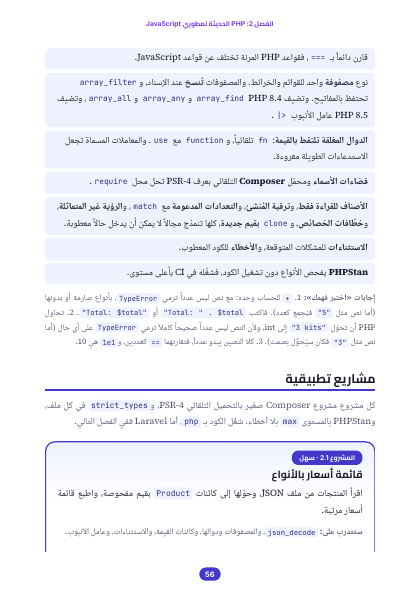 الفصل 2: PHP الحديثة لمطوري JavaScript
قارن دائماً بـ === ، فقواعد PHP المرنة تختلف عن قواعد JavaScript.
نوع مصفوفة واحد للقوائم والخرائط. والمصفوفات تُنسخ عند الإسناد، و array_filter
تحتفظ بالمفاتيح. وتضيف PHP 8.4 array_find و array_any و array_all ، وتضيف
PHP 8.5 عامل الأنبوب |> .
الدوال المغلقة تلتقط بالقيمة: fn تلقائياً، و function مع use . والمعاملات المسماة تجعل
الاستدعاءات الطويلة مقروءة.
فضاءات الأسماء ومحمّل Composer التلقائي بعرف PSR-4 تحل محل require .
الأصناف للقراءة فقط، وترقية المُنشئ، والتعدادات المدعومة مع match ، والرؤية غير المتماثلة،
وخطّافات الخصائص، و clone بقيم جديدة، كلها تنمذج مجالاً لا يمكن أن يدخل حالاً معطوبة.
الاستثناءات للمشكلات المتوقعة، والأخطاء للكود المعطوب.
PHPStan يفحص الأنواع دون تشغيل الكود، فشغّله في CI بأعلى مستوى.
إجابات «اختبر فهمك»: 1. + للحساب وحده: مع نص ليس عدداً ترمي TypeError ، بأنواع صارمة أو بدونها
(أما نص مثل "5" فيُجمع كعدد). فاكتب "Total: " . $total أو "Total: $total" . 2. تحاول
PHP أن تحوّل "3 kits" إلى int، ولأن النص ليس عدداً صحيحاً كاملاً ترمي TypeError على أي حال (أما
نص مثل "3" فكان سيُحوَّل بصمت). 3. كلا النصين يبدو عدداً، فتقارنهما == كعددين، و 1e1 هي 10.
مشاريع تطبيقية
كل مشروع مشروع Composer صغير بالتحميل التلقائي PSR-4، و strict_types في كل ملف،
وPHPStan بالمستوى max بلا أخطاء. شغّل الكود بـ php ، أما Laravel ففي الفصل التالي.
المشروع 2.1 · سهل
قائمة أسعار بالأنواع
اقرأ المنتجات من ملف JSON وحوّلها إلى كائنات Product بقيم مفحوصة، واطبع قائمة
أسعار مرتبة.
ستتدرب على: json_decode ، والمصفوفات ودوالها، وكائنات القيمة، والاستثناءات، وعامل الأنبوب.
56